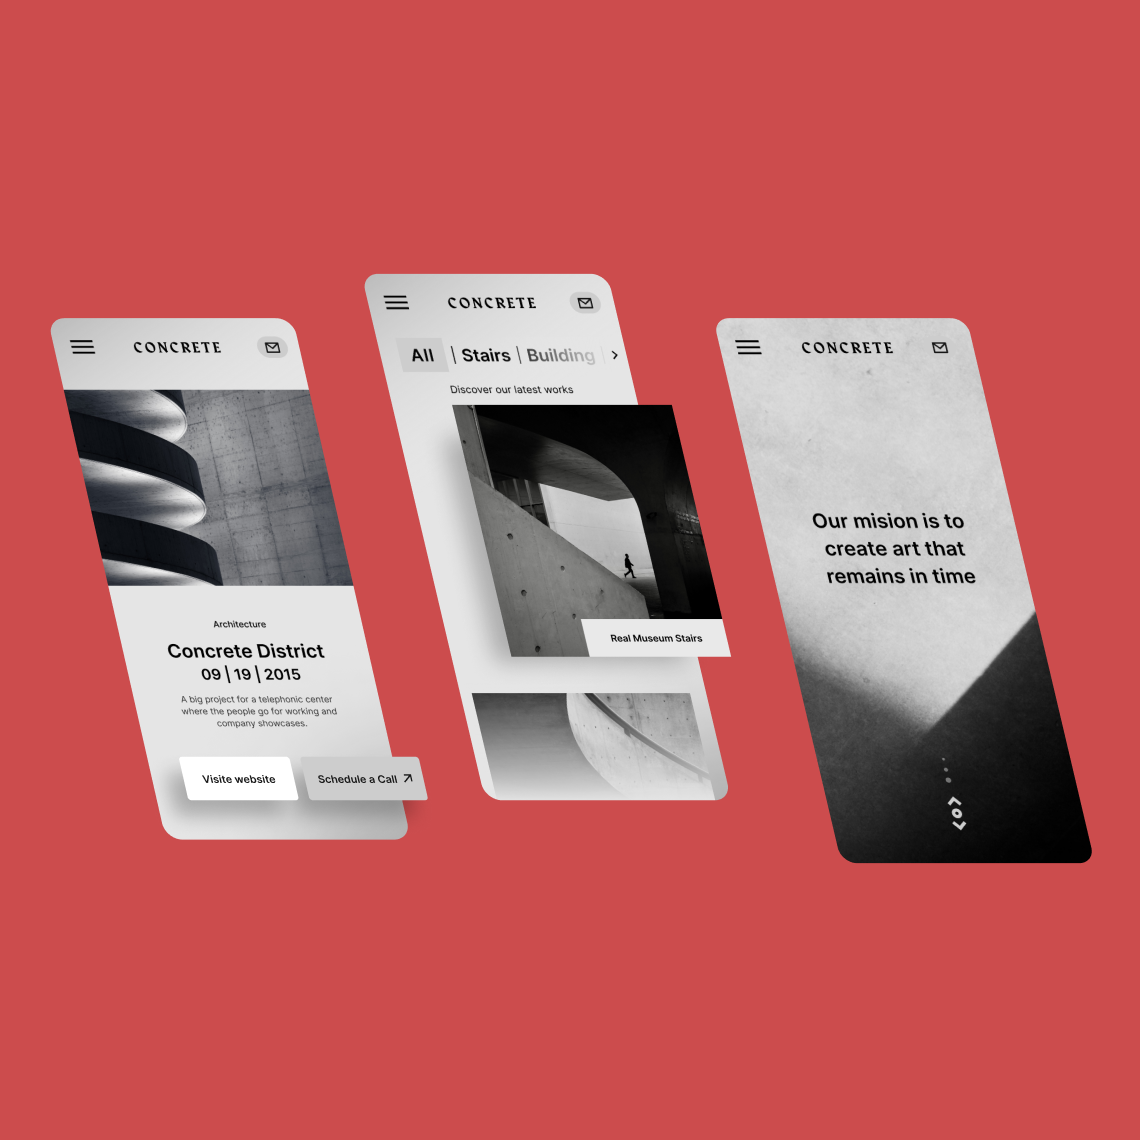 CONCRETE
Architecture
Concrete District
09 | 19 | 2015
A big project for a telephonic center
where the people go for working and
company showcases.
Visite website
Schedule a Call
CONCRETE
All | Stairs | Building
Discover our latest works
Real Museum Stairs
CONCRETE
Our mision is to
create art that
remains in time